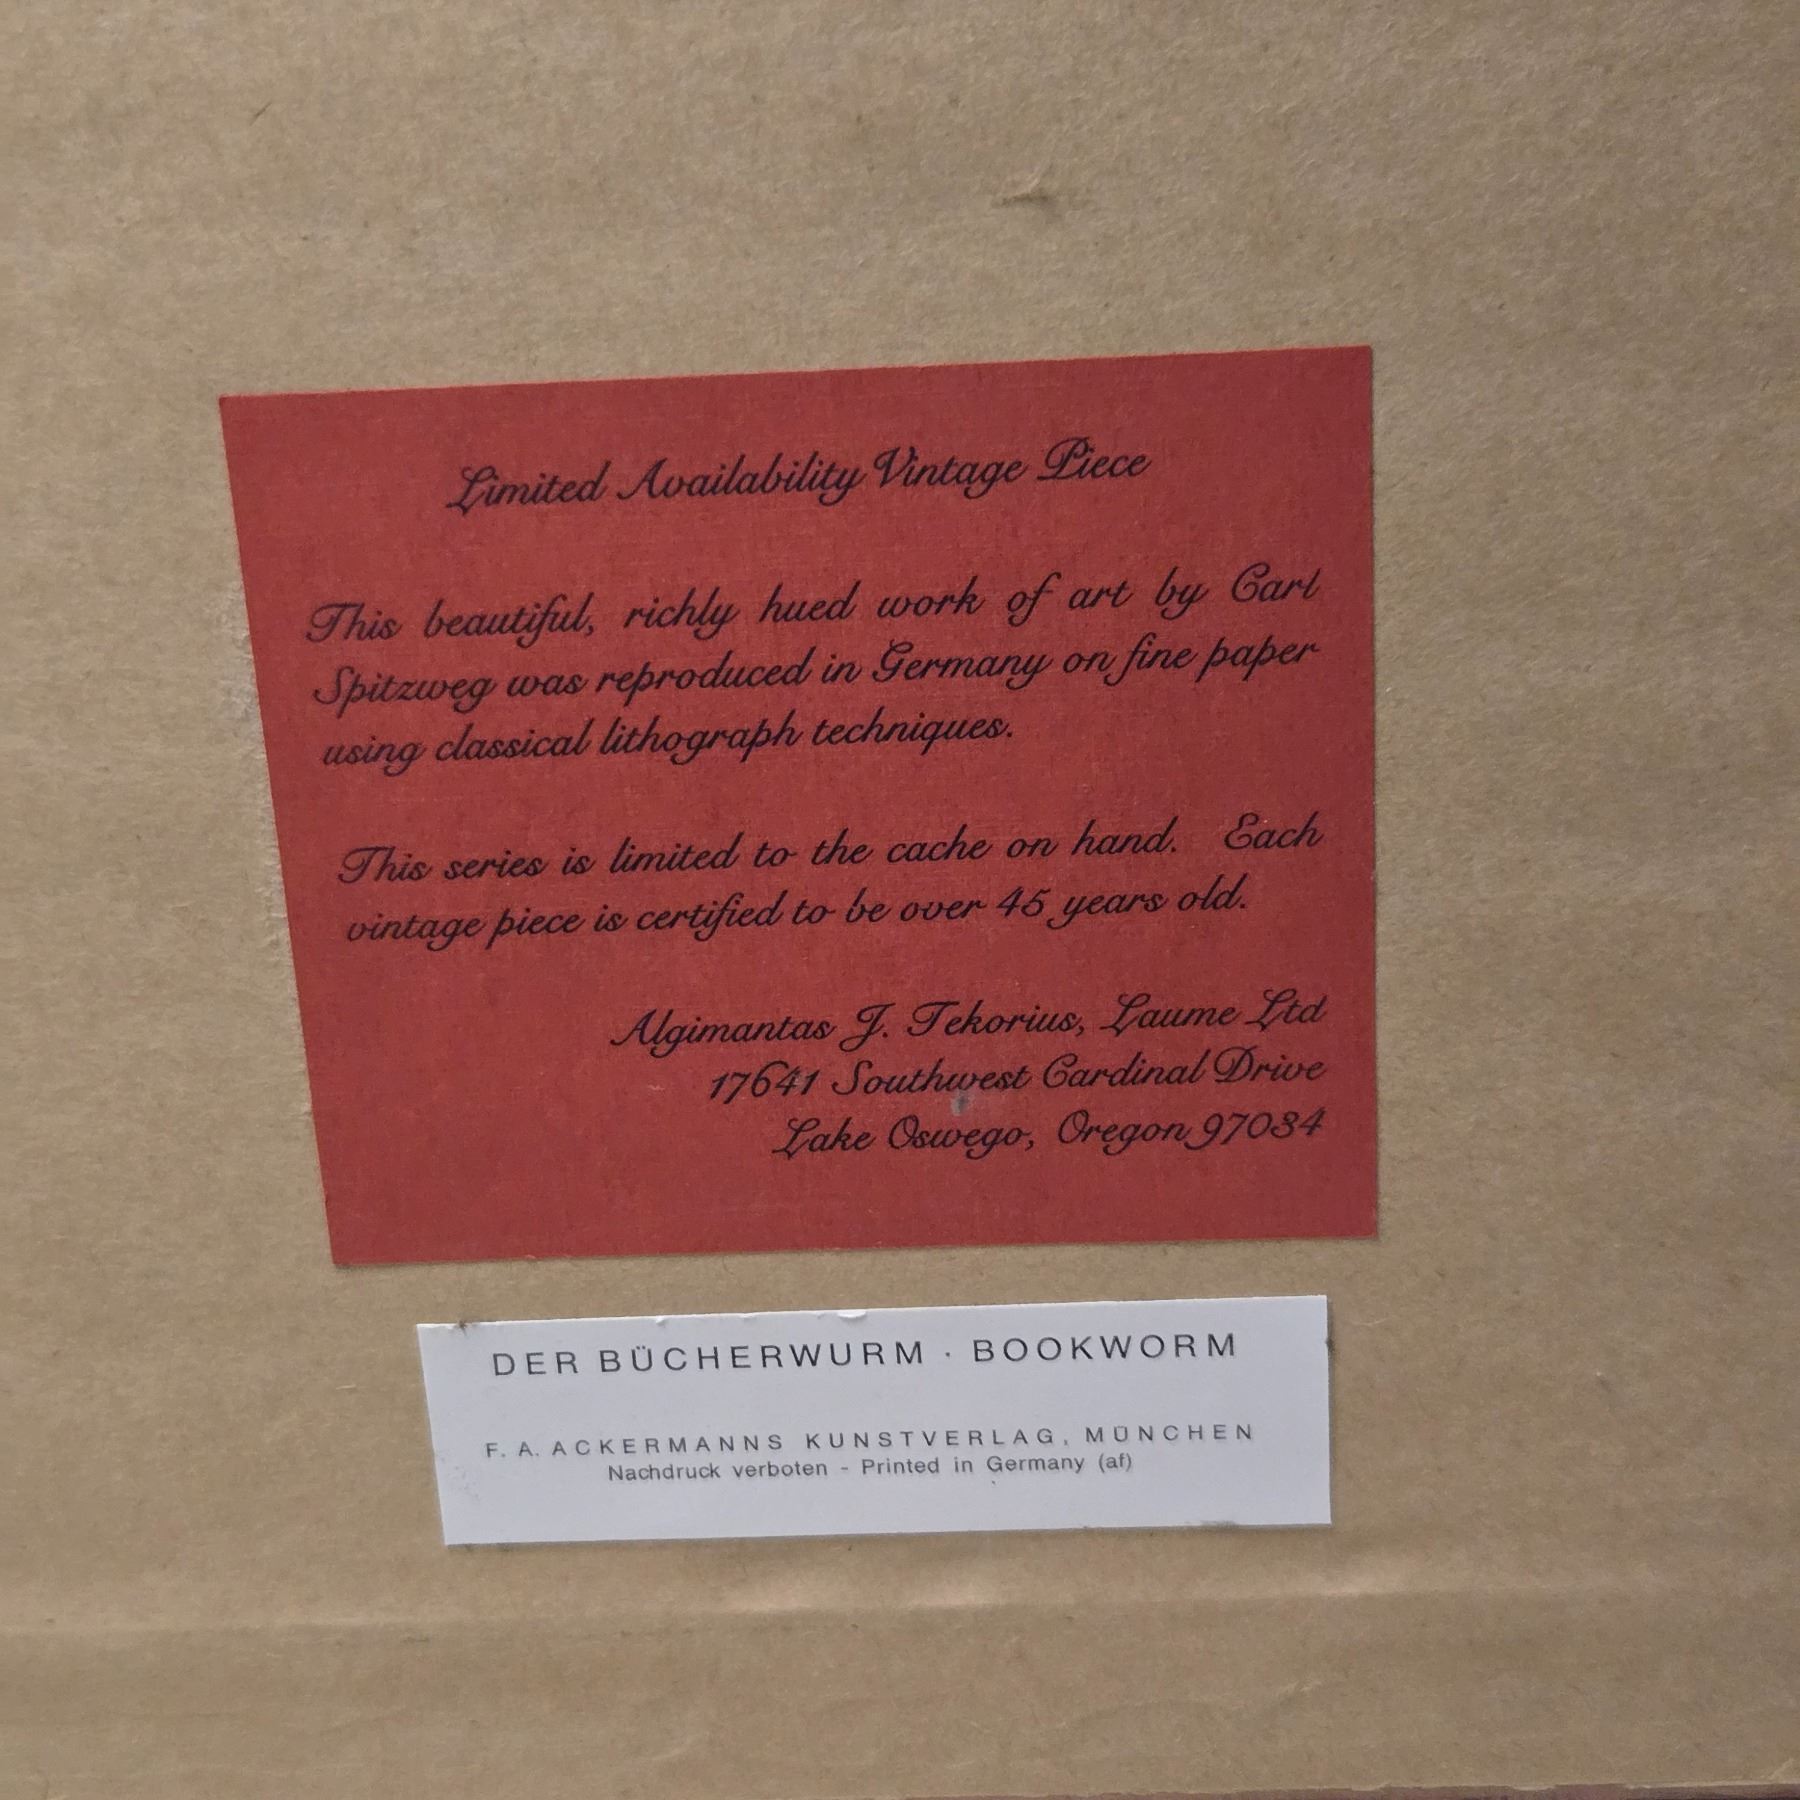 Limited Availability Vintage Piece
This beautiful, richly hued work of art by Carl
Spitzweg was reproduced in Germany on fine paper
using classical lithograph techniques.
This series is limited to the cache on hand. Each
vintage piece is certified to be over 45 years old.
Algimantas J. Tekorius, Laume Ltd
17641 Southwest Cardinal Drive
Lake Oswego, Oregon 97034
DER BÜCHERWURM · BOOKWORM
F. A. ACKERMANNS KUNSTVERLAG, MÜNCHEN
Nachdruck verboten - Printed in Germany (af)